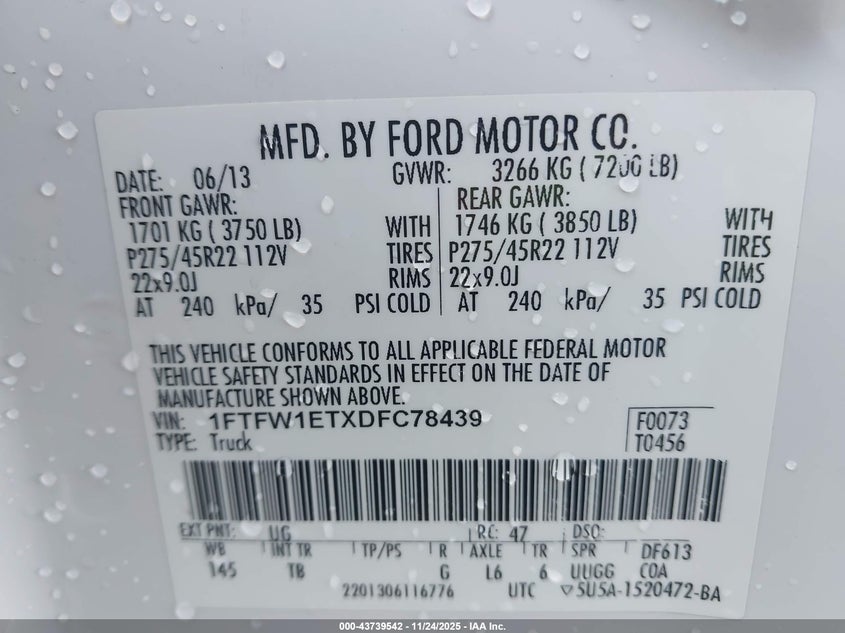 MFD. BY FORD MOTOR CO.
DATE: 06/13 GVWR: 3266 KG ( 7200 LB)
FRONT GAWR: REAR GAWR:
1701 KG ( 3750 LB) WITH 1746 KG ( 3850 LB) WITH
P275/45R22 112V TIRES P275/45R22 112V TIRES
22x9.0J RIMS 22x9.0J RIMS
AT 240 kPa/ 35 PSI COLD AT 240 kPa/ 35 PSI COLD
THIS VEHICLE CONFORMS TO ALL APPLICABLE FEDERAL MOTOR
VEHICLE SAFETY STANDARDS IN EFFECT ON THE DATE OF
MANUFACTURE SHOWN ABOVE.
VIN: 1FTFW1ETXDFC78439 F0073
TYPE: Truck T0456
EXT PNT: UG RC: 47 DSO:
WB INT TR TP/PS R AXLE TR SPR DF613
145 TB G L6 6 UUGG COA
2201306116776 UTC ▽5U5A-1520472-BA
000-43739542 - 11/24/2025 - IAA Inc.